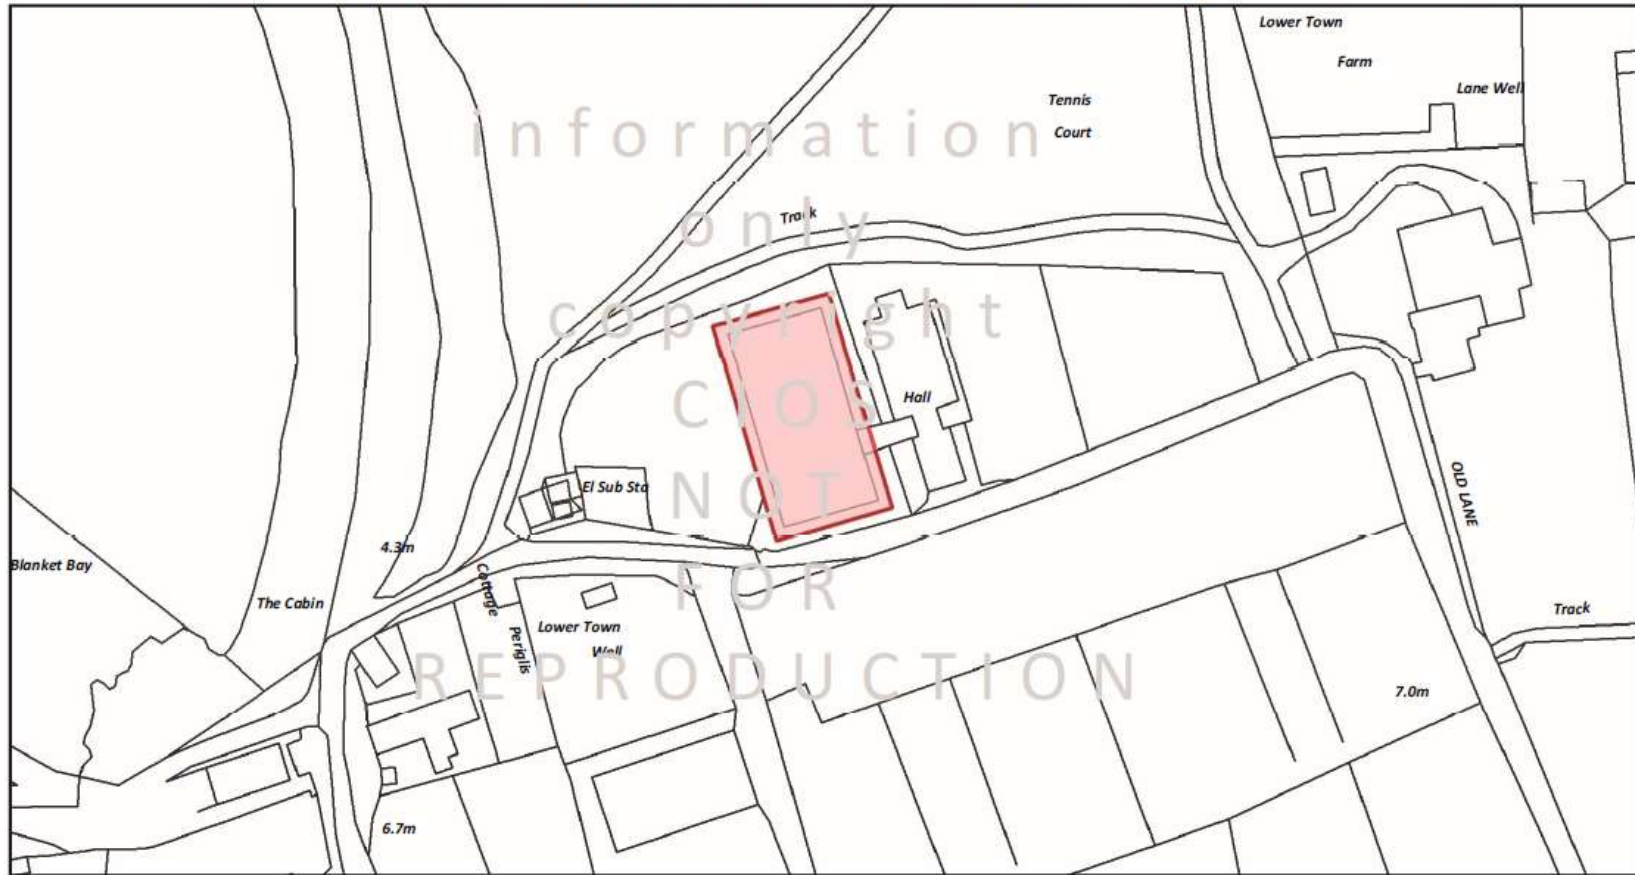 Lower Town
Farm
Lane Well
Tennis
Court
information
only
Track
copyright
CIOS
Hall
NOT
El Sub Sta
OLD LANE
4.3m
Blanket Bay
The Cabin
FOR
Cottage
Periglis
Lower Town
Well
Track
REPRODUCTION
7.0m
6.7m